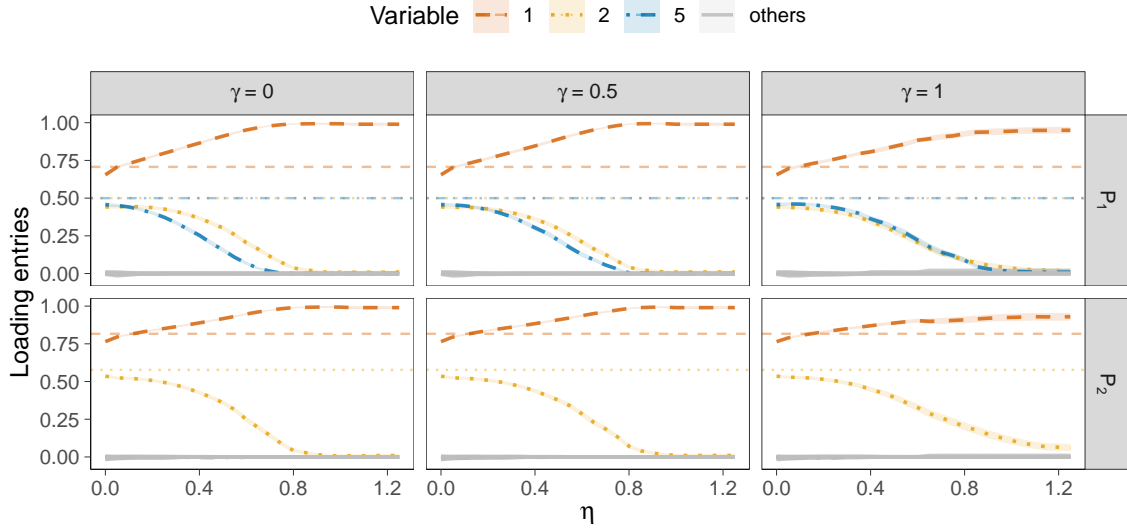 Variable 1 2 5 others
γ = 0 γ = 0.5 γ = 1
Loading entries
1.00
0.75
0.50
0.25
0.00
P₁
1.00
0.75
0.50
0.25
0.00
P₂
0.0 0.4 0.8 1.2 0.0 0.4 0.8 1.2 0.0 0.4 0.8 1.2
η